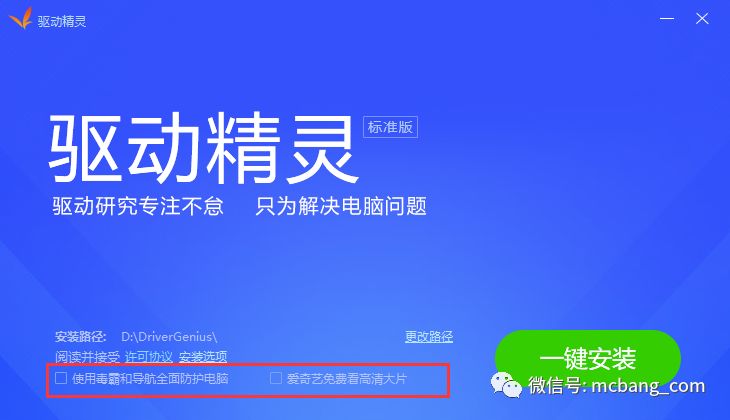 驱动精灵
驱动精灵 标准版
驱动研究专注不怠 只为解决电脑问题
安装路径: D:\DriverGenius\ 更改路径
阅读并接受 许可协议 安装选项
一键安装
使用毒霸和导航全面防护电脑 爱奇艺免费看高清大片
微信号: mcbang_com